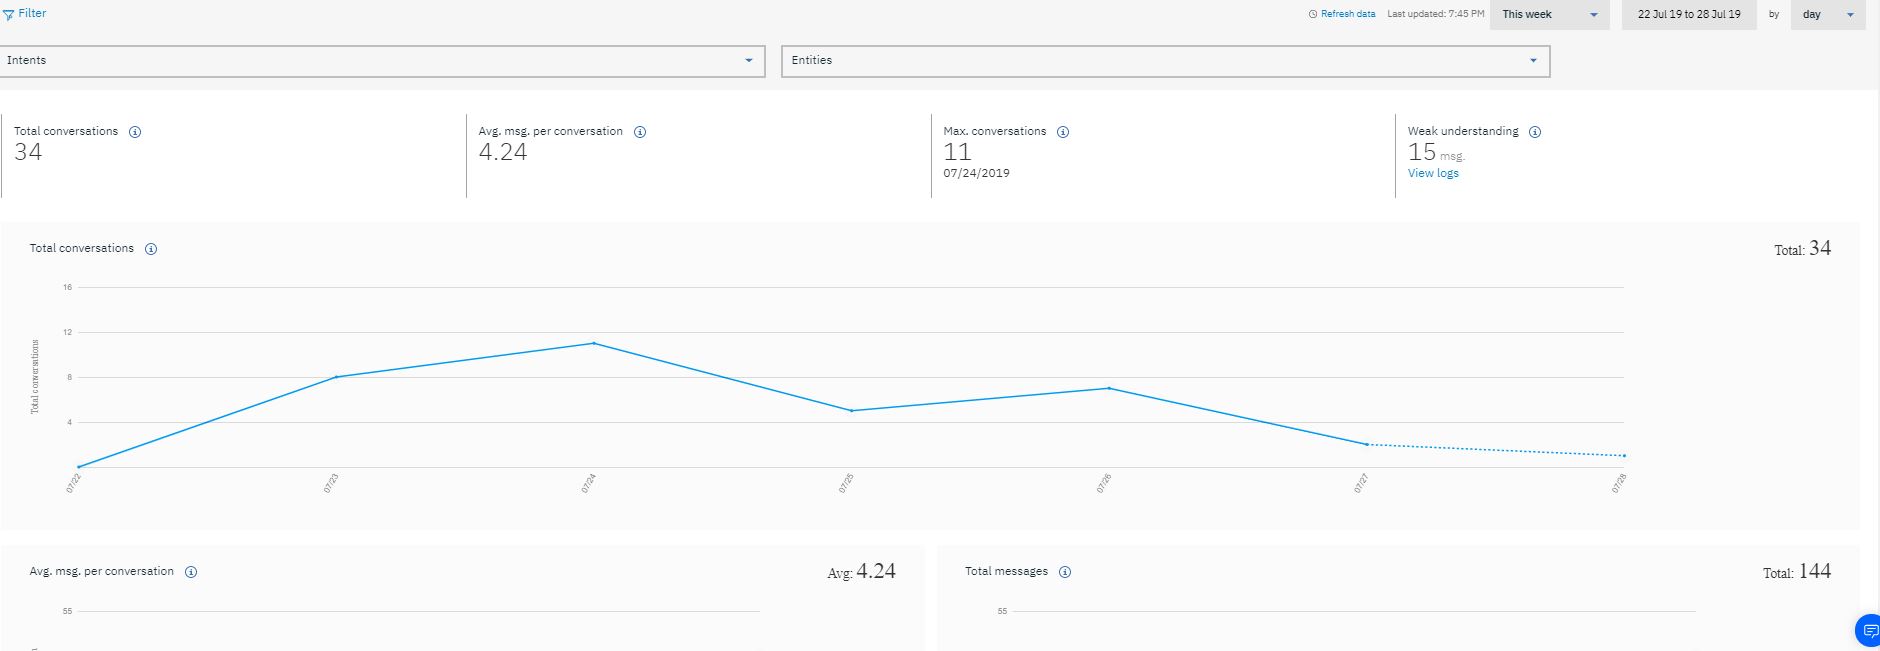 Filter
Refresh data Last updated: 7:45 PM This week 22 Jul 19 to 28 Jul 19 by day
Intents Entities
Total conversations Avg. msg. per conversation Max. conversations Weak understanding
34 4.24 11 15 msg.
07/24/2019 View logs
Total conversations Total: 34
16
12
8
4
Total conversations
07/22 07/23 07/24 07/25 07/26 07/27 07/28
Avg. msg. per conversation Avg: 4.24 Total messages Total: 144
55 55